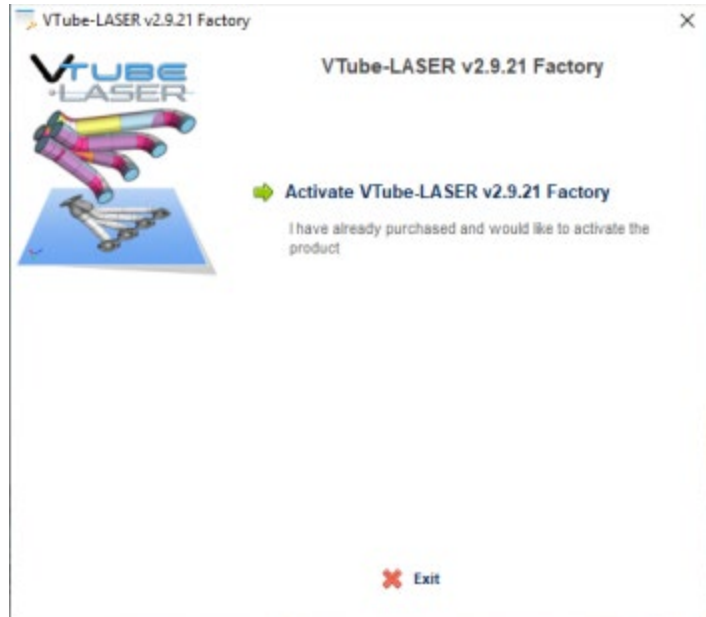 VTube-LASER v2.9.21 Factory
VTUBE
•LASER
VTube-LASER v2.9.21 Factory
Activate VTube-LASER v2.9.21 Factory
I have already purchased and would like to activate the
product
Exit